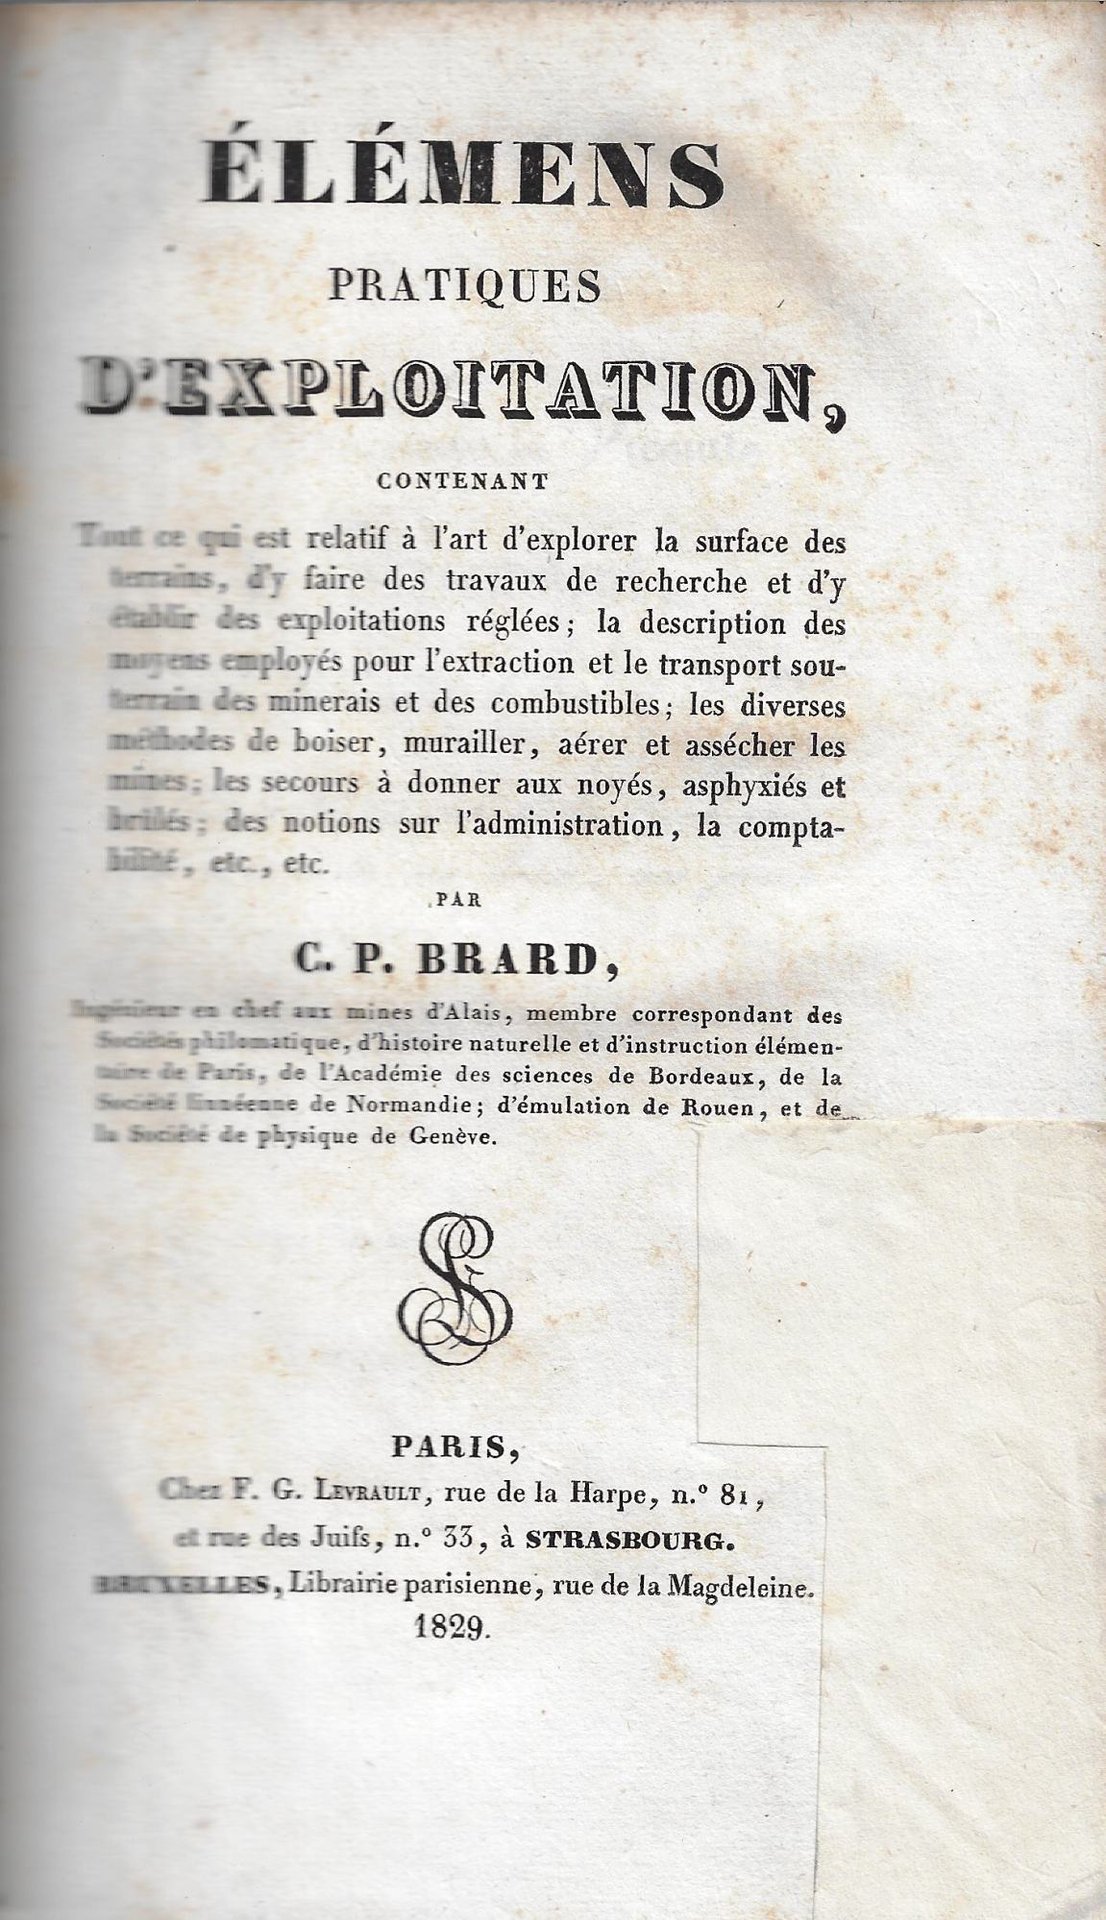 ÉLÉMENS
PRATIQUES
D'EXPLOITATION,
CONTENANT
Tout ce qui est relatif à l'art d'explorer la surface des
terrains, d'y faire des travaux de recherche et d'y
établir des exploitations réglées; la description des
moyens employés pour l'extraction et le transport sou-
terrain des minerais et des combustibles; les diverses
méthodes de boiser, murailler, aérer et assécher les
mines; les secours à donner aux noyés, asphyxiés et
brûlés; des notions sur l'administration, la compta-
bilité, etc., etc.
PAR
C. P. BRARD,
Ingénieur en chef aux mines d'Alais, membre correspondant des
Sociétés philomatique, d'histoire naturelle et d'instruction élémen-
taire de Paris, de l'Académie des sciences de Bordeaux, de la
Société linnéenne de Normandie; d'émulation de Rouen, et de
la Société de physique de Genève.
PARIS,
Chez F. G. LEVRAULT, rue de la Harpe, n.º 81,
et rue des Juifs, n.º 33, à STRASBOURG.
BRUXELLES, Librairie parisienne, rue de la Magdeleine.
1829.